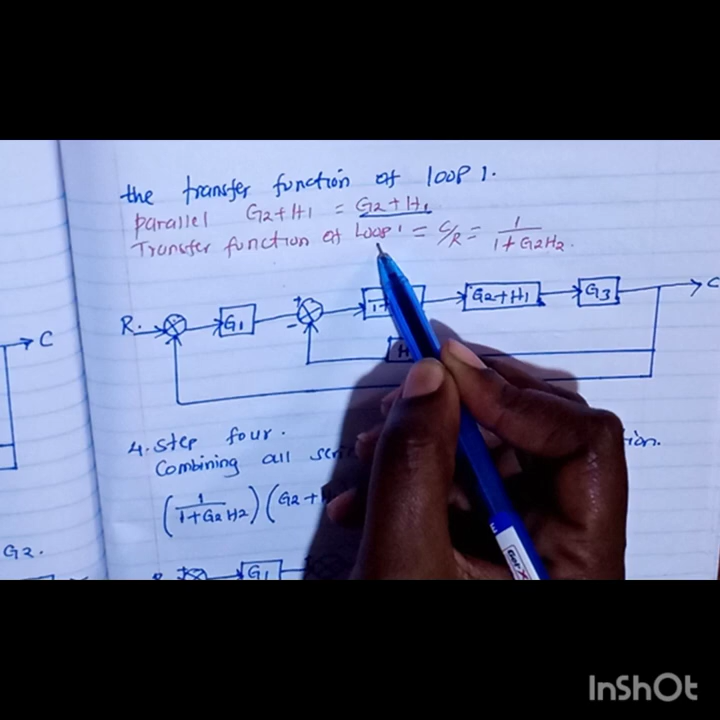 the transfer function of loop 1.
parallel G2+H1 = G2+H1
Transfer function of Loop 1 = C/R = 1/1+G2H2.
R. G1 + - G2+H1 G3 C
C
4. Step four.
Combining all
(1/1+G2H2)(G2+
G2.
G1
InShOt